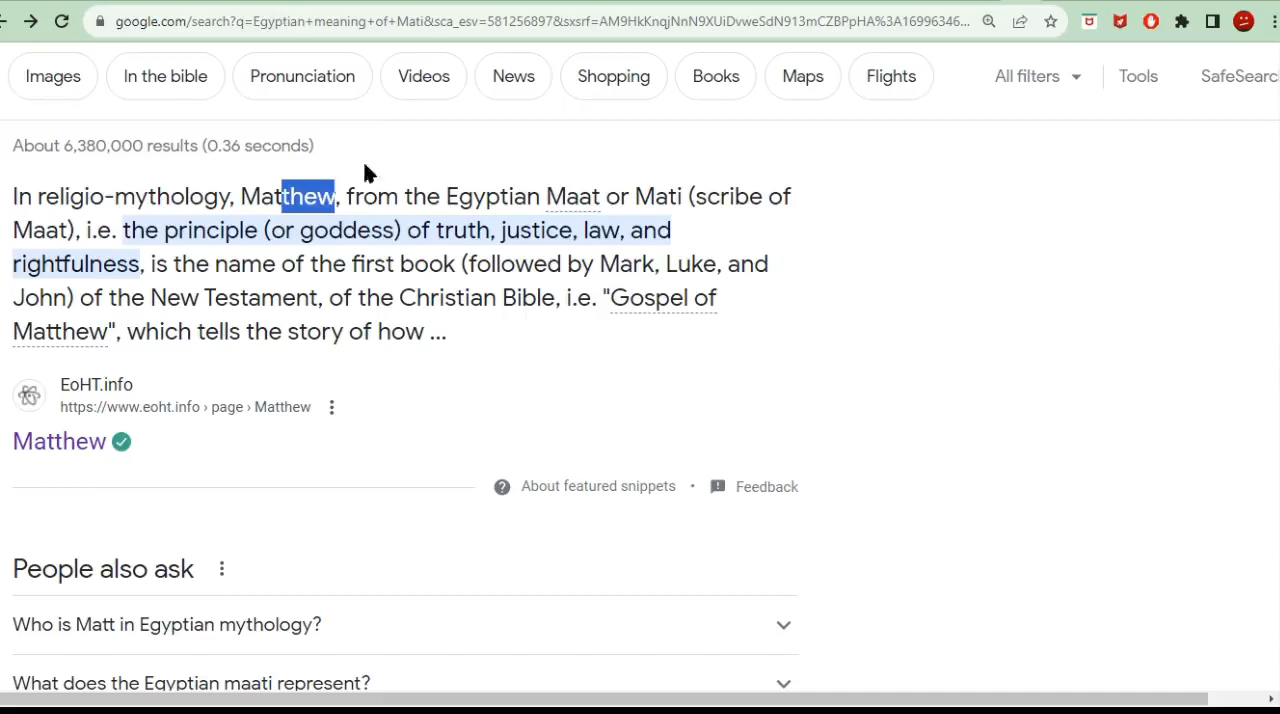 google.com/search?q=Egyptian+meaning+of+Mati&sca_esv=581256897&sxsrf=AM9HkKnqjNnN9XUiDvweSdN913mCZBPpHA%3A16996346...
Images In the bible Pronunciation Videos News Shopping Books Maps Flights All filters Tools SafeSearc
About 6,380,000 results (0.36 seconds)
In religio-mythology, Matthew, from the Egyptian Maat or Mati (scribe of
Maat), i.e. the principle (or goddess) of truth, justice, law, and
rightfulness, is the name of the first book (followed by Mark, Luke, and
John) of the New Testament, of the Christian Bible, i.e. "Gospel of
Matthew", which tells the story of how ...
EoHT.info
https://www.eoht.info › page › Matthew
Matthew
About featured snippets • Feedback
People also ask
Who is Matt in Egyptian mythology?
What does the Egyptian maati represent?